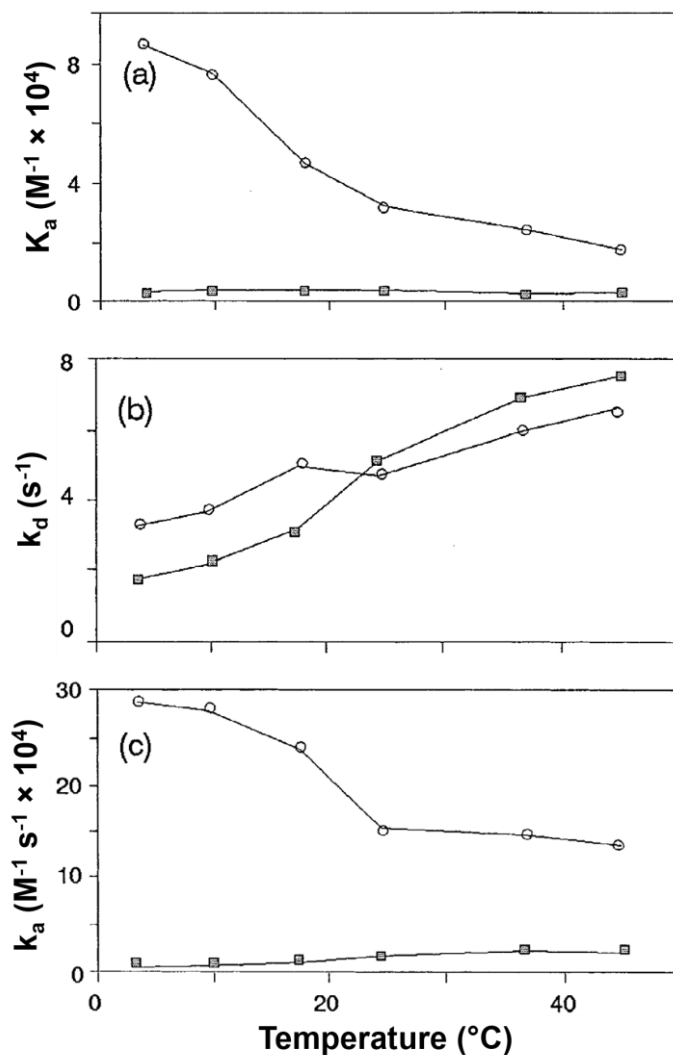 (a)
Kₐ (M⁻¹ × 10⁴)
8
4
0
(b)
k_d (s⁻¹)
8
4
0
(c)
kₐ (M⁻¹ s⁻¹ × 10⁴)
30
20
10
0
0 20 40
Temperature (°C)